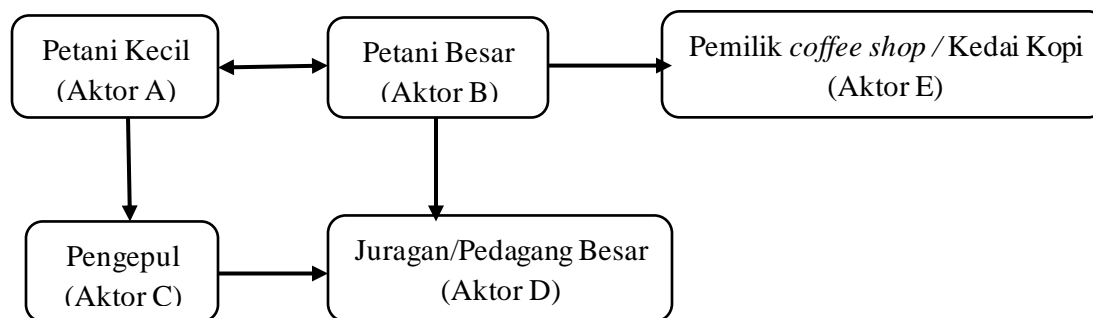 Petani Kecil
(Aktor A)
Petani Besar
(Aktor B)
Pemilik coffee shop / Kedai Kopi
(Aktor E)
Pengepul
(Aktor C)
Juragan/Pedagang Besar
(Aktor D)